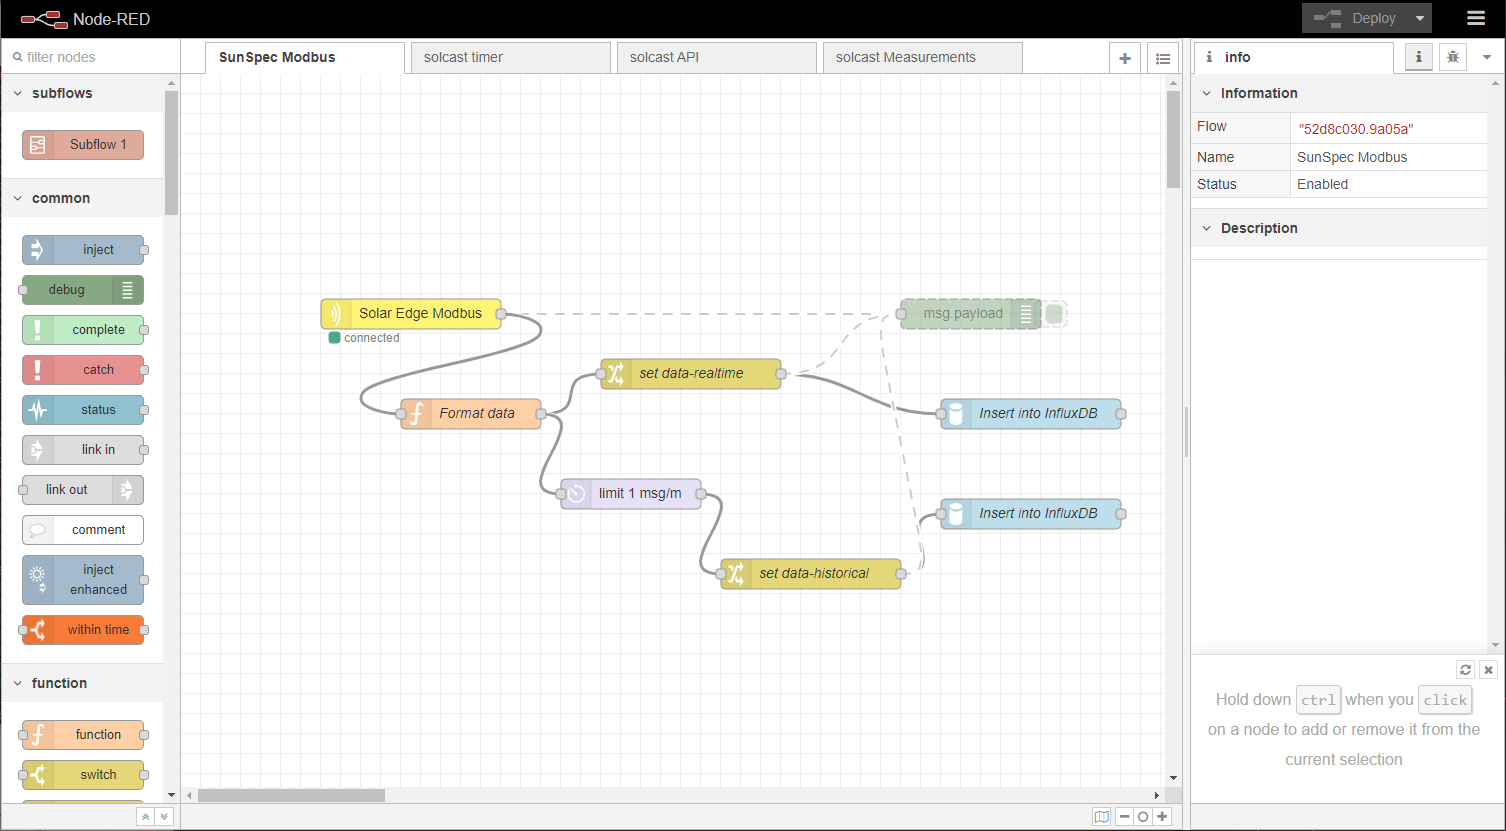 Node-RED
Deploy
filter nodes
SunSpec Modbus
solcast timer
solcast API
solcast Measurements
info
subflows
Subflow 1
common
inject
debug
complete
catch
status
link in
link out
comment
inject
enhanced
within time
function
function
switch
Solar Edge Modbus
connected
msg.payload
set data-realtime
Format data
Insert into InfluxDB
limit 1 msg/m
Insert into InfluxDB
set data-historical
Information
Flow "52d8c030.9a05a"
Name SunSpec Modbus
Status Enabled
Description
Hold down ctrl when you click
on a node to add or remove it from the
current selection